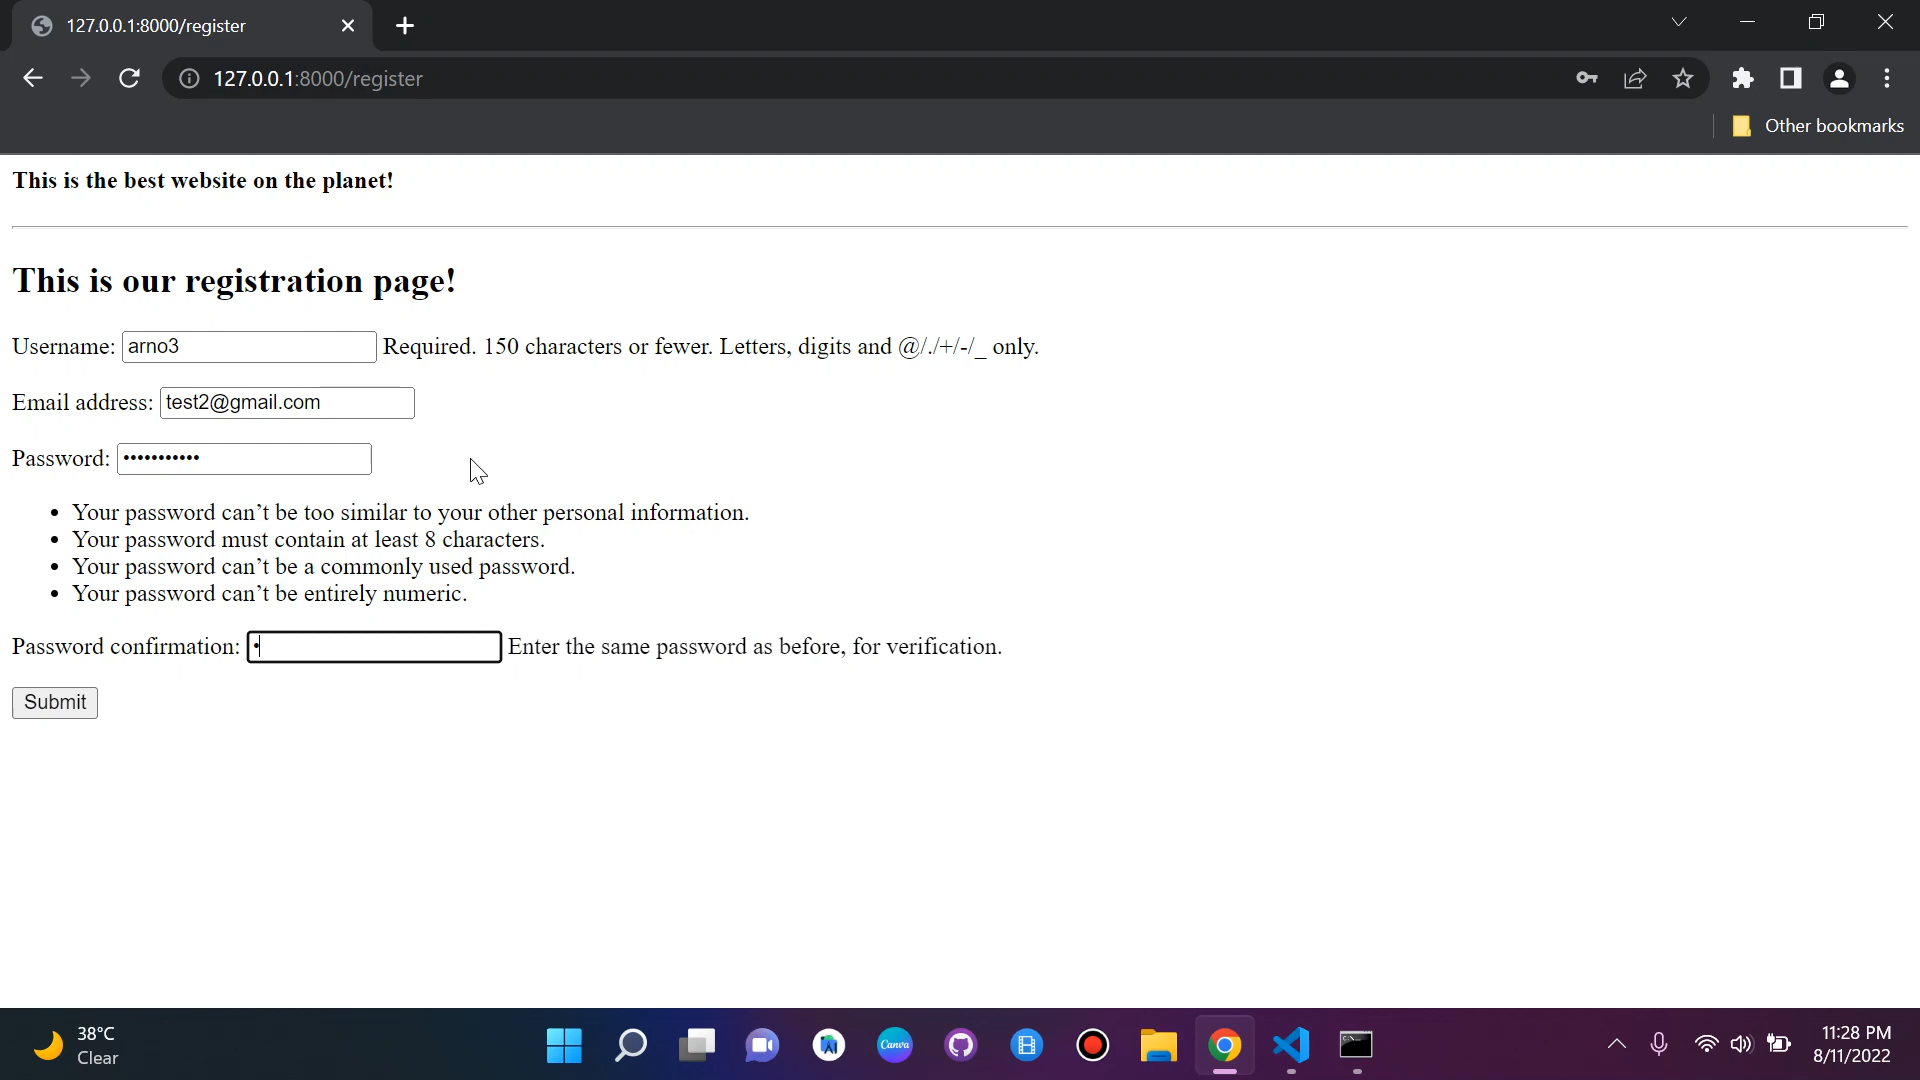 127.0.0.1:8000/register
127.0.0.1:8000/register
Other bookmarks
This is the best website on the planet!
This is our registration page!
Username: arno3 Required. 150 characters or fewer. Letters, digits and @/./+/-/_ only.
Email address: test2@gmail.com
Password: •••••••••••
• Your password can’t be too similar to your other personal information.
• Your password must contain at least 8 characters.
• Your password can’t be a commonly used password.
• Your password can’t be entirely numeric.
Password confirmation: • Enter the same password as before, for verification.
Submit
38°C
Clear
Canva
11:28 PM
8/11/2022